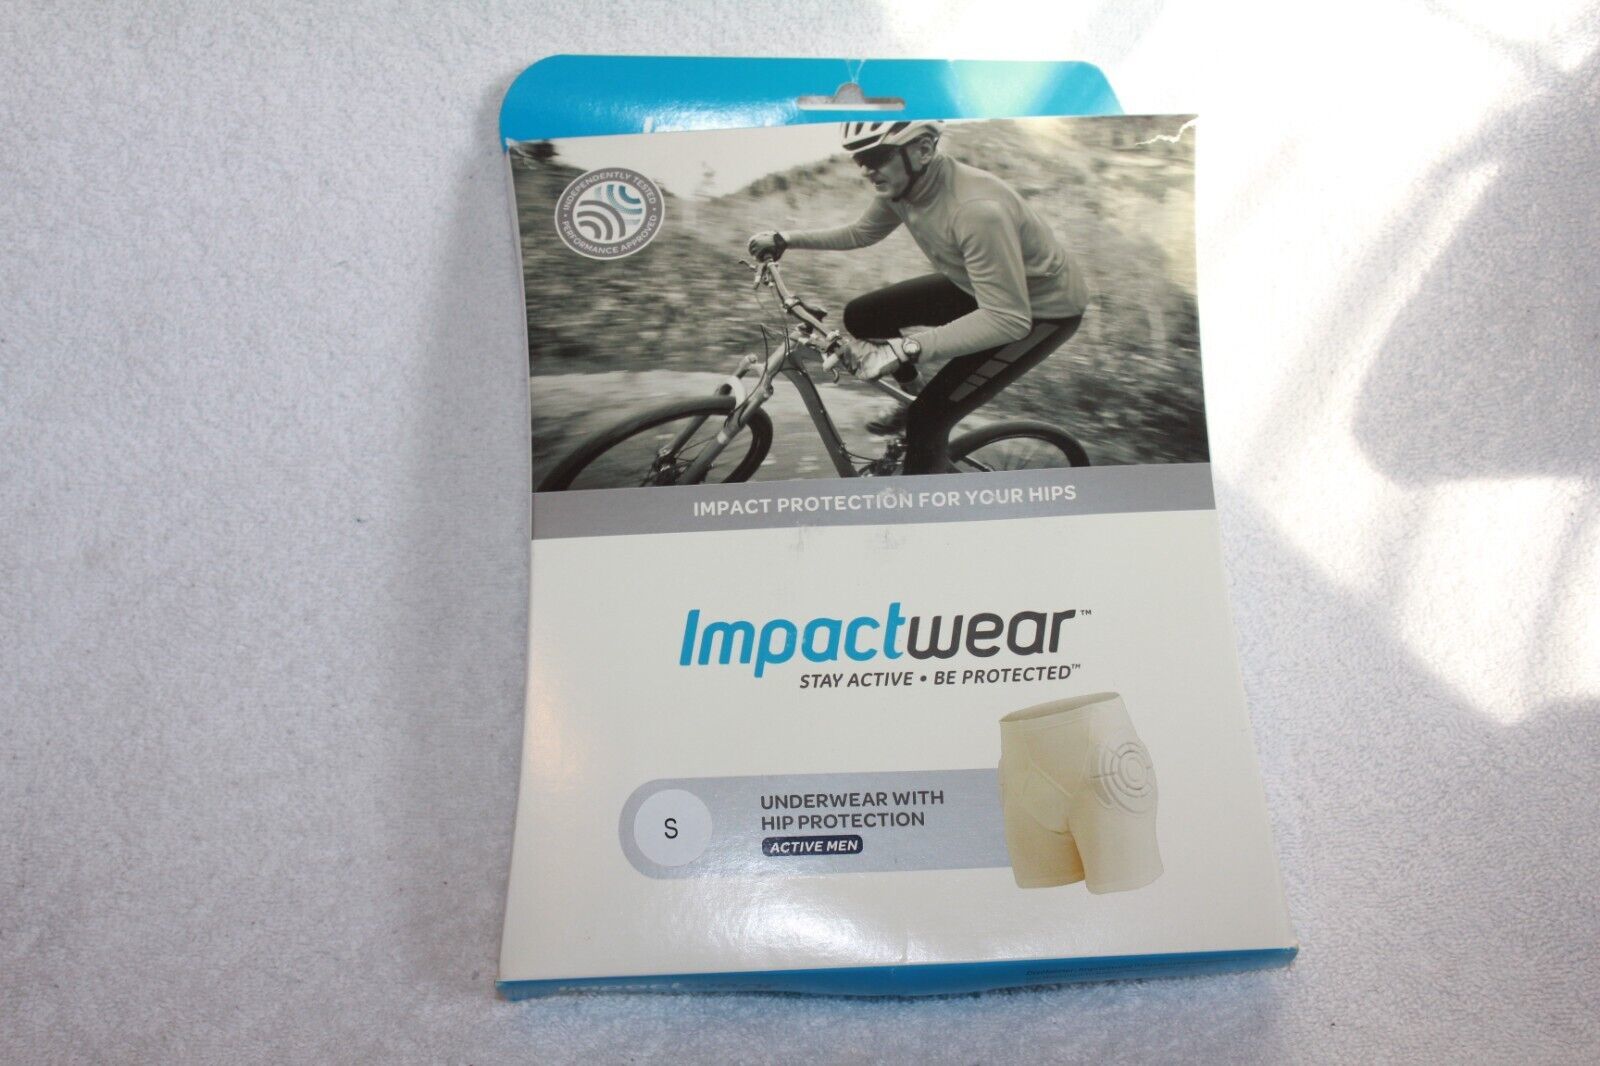 INDEPENDENTLY TESTED
• PERFORMANCE APPROVED •
IMPACT PROTECTION FOR YOUR HIPS
Impactwear™
STAY ACTIVE • BE PROTECTED™
S
UNDERWEAR WITH
HIP PROTECTION
ACTIVE MEN